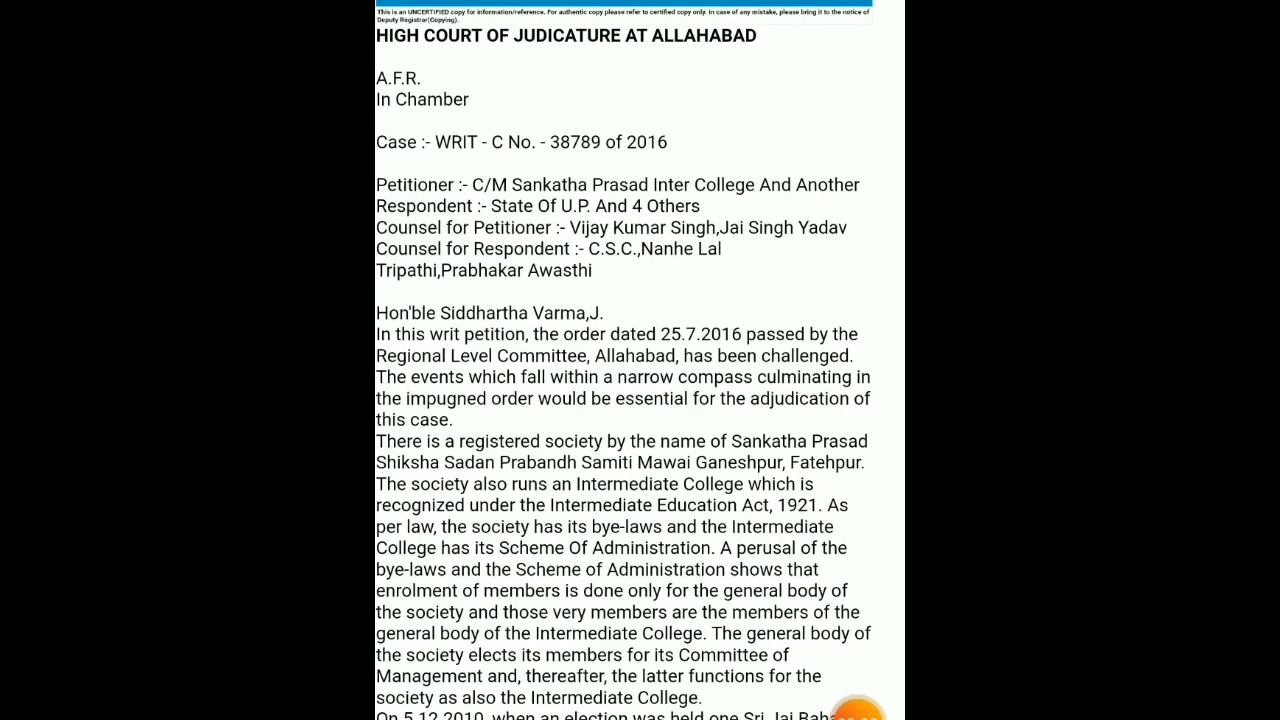 This is an UNCERTIFIED copy for information/reference. For authentic copy please refer to certified copy only. In case of any mistake, please bring it to the notice of
Deputy Registrar(Copying).
HIGH COURT OF JUDICATURE AT ALLAHABAD
A.F.R.
In Chamber
Case :- WRIT - C No. - 38789 of 2016
Petitioner :- C/M Sankatha Prasad Inter College And Another
Respondent :- State Of U.P. And 4 Others
Counsel for Petitioner :- Vijay Kumar Singh,Jai Singh Yadav
Counsel for Respondent :- C.S.C.,Nanhe Lal
Tripathi,Prabhakar Awasthi
Hon'ble Siddhartha Varma,J.
In this writ petition, the order dated 25.7.2016 passed by the
Regional Level Committee, Allahabad, has been challenged.
The events which fall within a narrow compass culminating in
the impugned order would be essential for the adjudication of
this case.
There is a registered society by the name of Sankatha Prasad
Shiksha Sadan Prabandh Samiti Mawai Ganeshpur, Fatehpur.
The society also runs an Intermediate College which is
recognized under the Intermediate Education Act, 1921. As
per law, the society has its bye-laws and the Intermediate
College has its Scheme Of Administration. A perusal of the
bye-laws and the Scheme of Administration shows that
enrolment of members is done only for the general body of
the society and those very members are the members of the
general body of the Intermediate College. The general body of
the society elects its members for its Committee of
Management and, thereafter, the latter functions for the
society as also the Intermediate College.
On 5.12.2010, when an election was held one Sri Jai